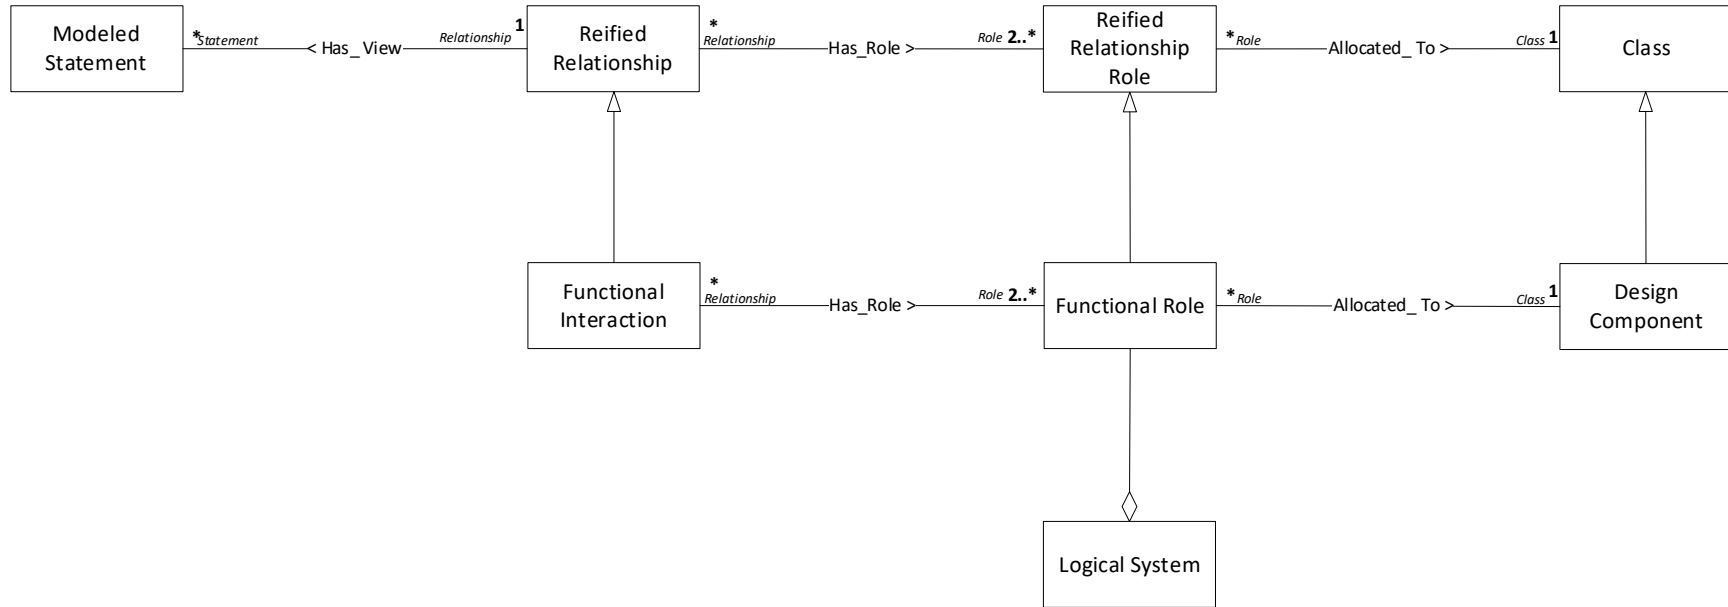 Modeled
Statement
*
Statement
< Has_ View
Relationship
1
Reified
Relationship
*
Relationship
Has_Role >
Role 2..*
Reified
Relationship
Role
* Role
Allocated_ To >
Class 1
Class
Functional
Interaction
*
Relationship
Has_Role >
Role 2..*
Functional Role
* Role
Allocated_ To >
Class 1
Design
Component
Logical System